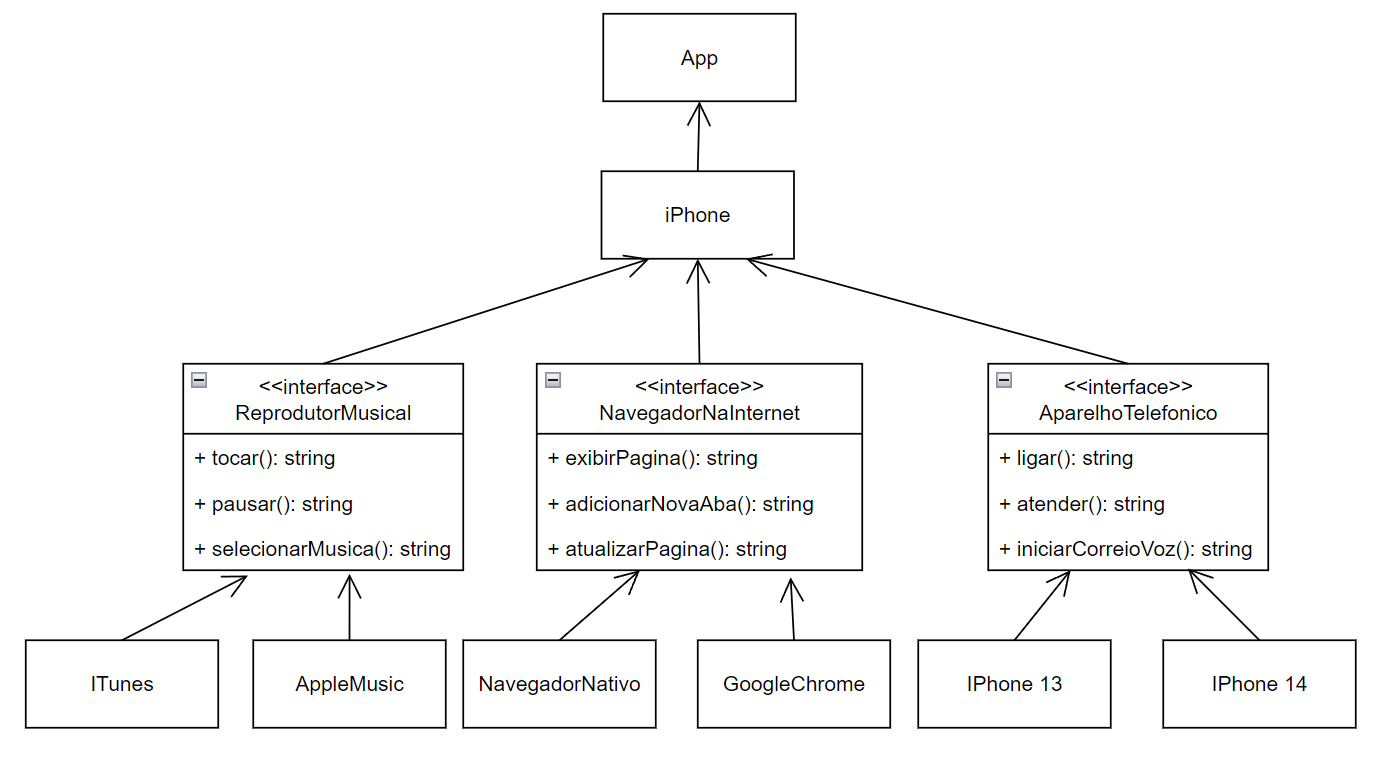 App
iPhone
<<interface>>
ReprodutorMusical
+ tocar(): string
+ pausar(): string
+ selecionarMusica(): string
<<interface>>
NavegadorNaInternet
+ exibirPagina(): string
+ adicionarNovaAba(): string
+ atualizarPagina(): string
<<interface>>
AparelhoTelefonico
+ ligar(): string
+ atender(): string
+ iniciarCorreioVoz(): string
ITunes
AppleMusic
NavegadorNativo
GoogleChrome
IPhone 13
IPhone 14